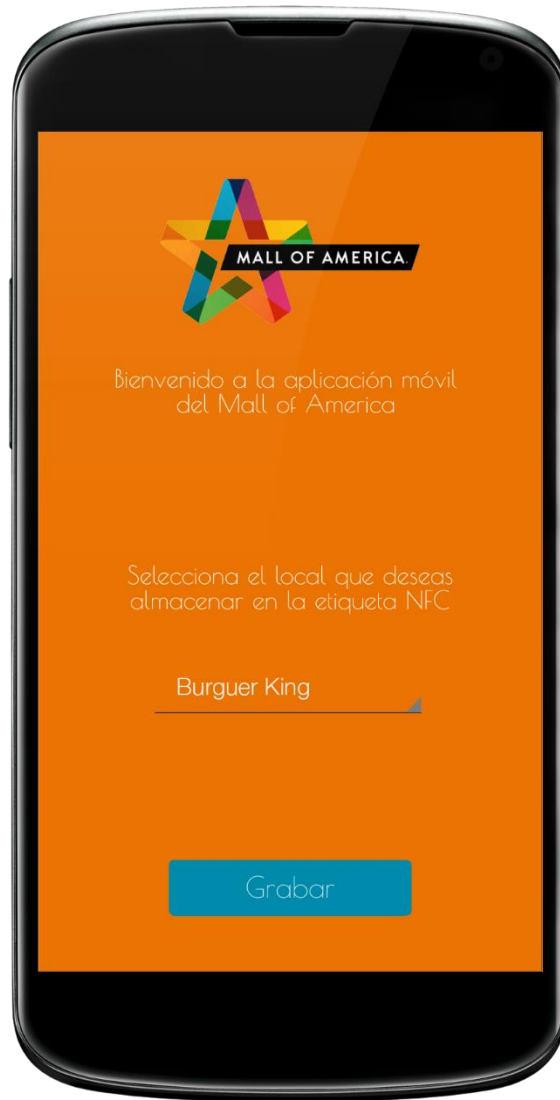 MALL OF AMERICA.
Bienvenido a la aplicación móvil
del Mall of America
Selecciona el local que deseas
almacenar en la etiqueta NFC
Burguer King
Grabar